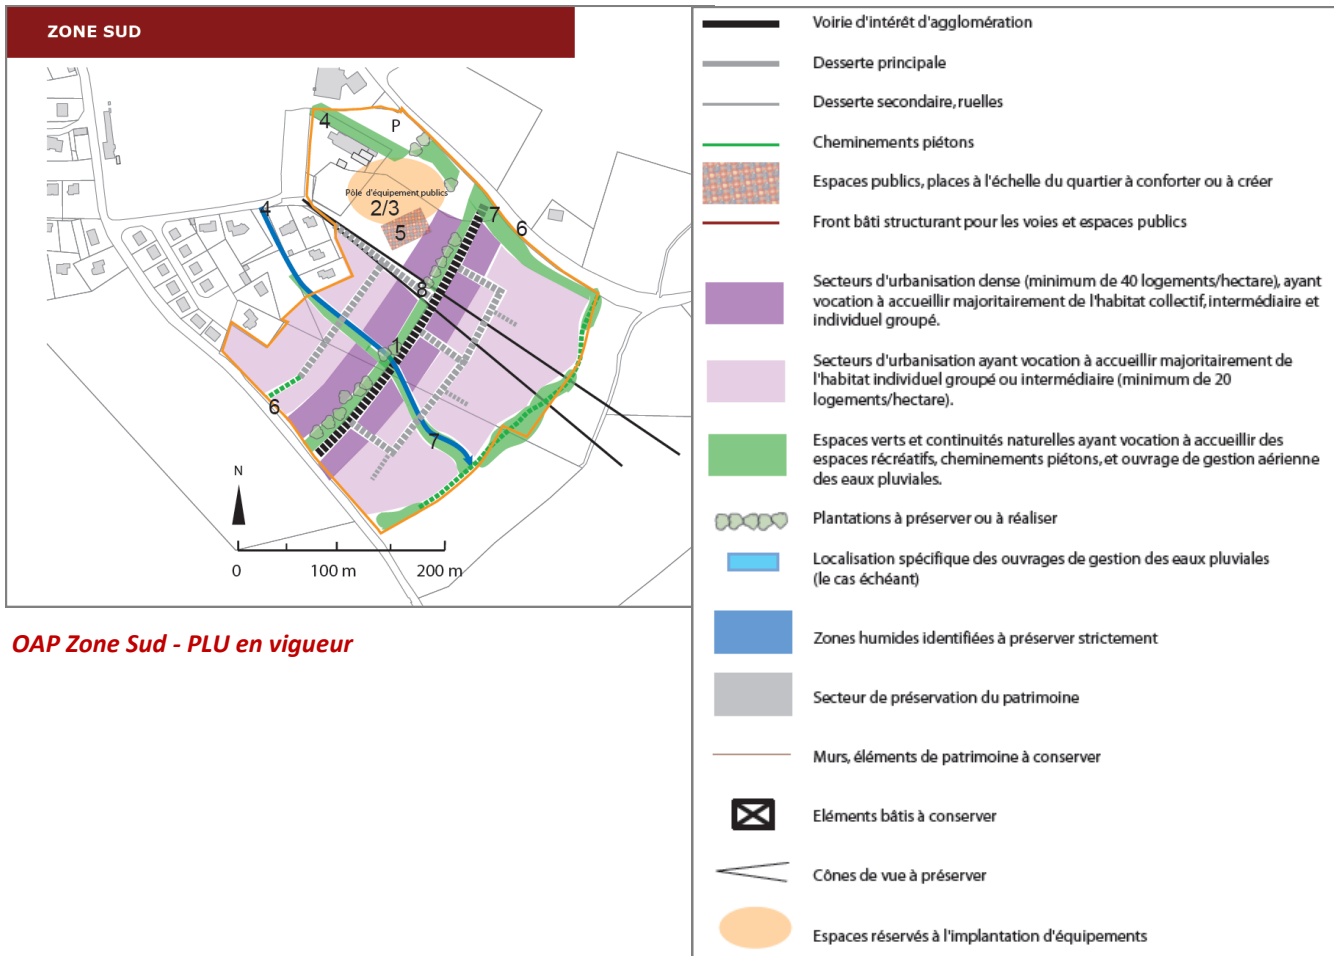 ZONE SUD
4
P
Pôle d'équipement publics
2/3
5
4
7
6
8
1
6
7
N
0
100 m
200 m
OAP Zone Sud - PLU en vigueur
Voirie d'intérêt d'agglomération
Desserte principale
Desserte secondaire, ruelles
Cheminements piétons
Espaces publics, places à l'échelle du quartier à conforter ou à créer
Front bâti structurant pour les voies et espaces publics
Secteurs d'urbanisation dense (minimum de 40 logements/hectare), ayant
vocation à accueillir majoritairement de l'habitat collectif, intermédiaire et
individuel groupé.
Secteurs d'urbanisation ayant vocation à accueillir majoritairement de
l'habitat individuel groupé ou intermédiaire (minimum de 20
logements/hectare).
Espaces verts et continuités naturelles ayant vocation à accueillir des
espaces récréatifs, cheminements piétons, et ouvrage de gestion aérienne
des eaux pluviales.
Plantations à préserver ou à réaliser
Localisation spécifique des ouvrages de gestion des eaux pluviales
(le cas échéant)
Zones humides identifiées à préserver strictement
Secteur de préservation du patrimoine
Murs, éléments de patrimoine à conserver
Eléments bâtis à conserver
Cônes de vue à préserver
Espaces réservés à l'implantation d'équipements